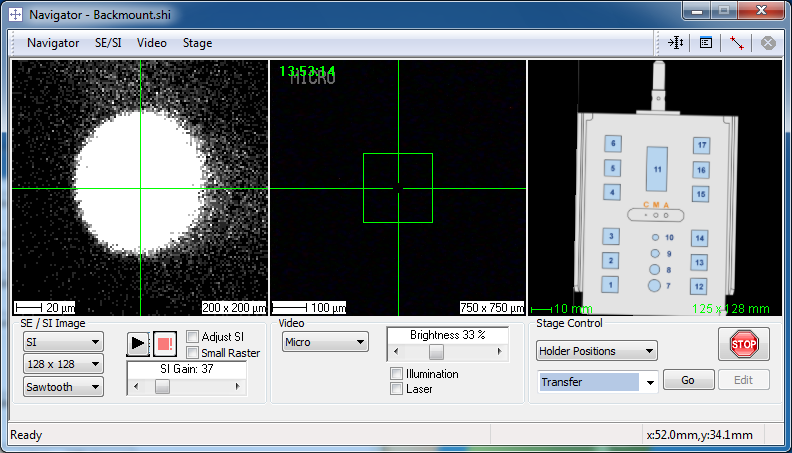 Navigator - Backmount.shi
Navigator SE/SI Video Stage
20 µm
200 x 200 µm
13:53:14
MICRO
100 µm
750 x 750 µm
6
5
4
11
17
16
15
C M A
3
2
1
10
9
8
7
14
13
12
10 mm
125 x 128 mm
SE / SI Image
SI
128 x 128
Sawtooth
Adjust SI
Small Raster
SI Gain: 37
Video
Micro
Brightness 33 %
Illumination
Laser
Stage Control
Holder Positions
STOP
Transfer
Go
Edit
Ready
x:52.0mm,y:34.1mm